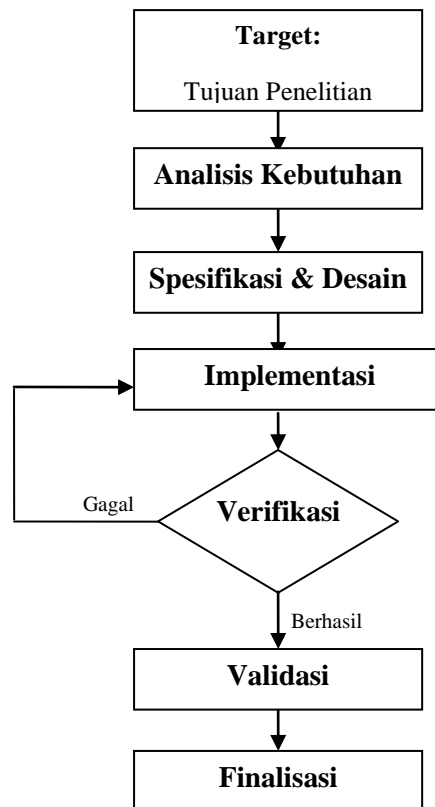 Target:
Tujuan Penelitian
Analisis Kebutuhan
Spesifikasi & Desain
Implementasi
Verifikasi
Gagal
Berhasil
Validasi
Finalisasi